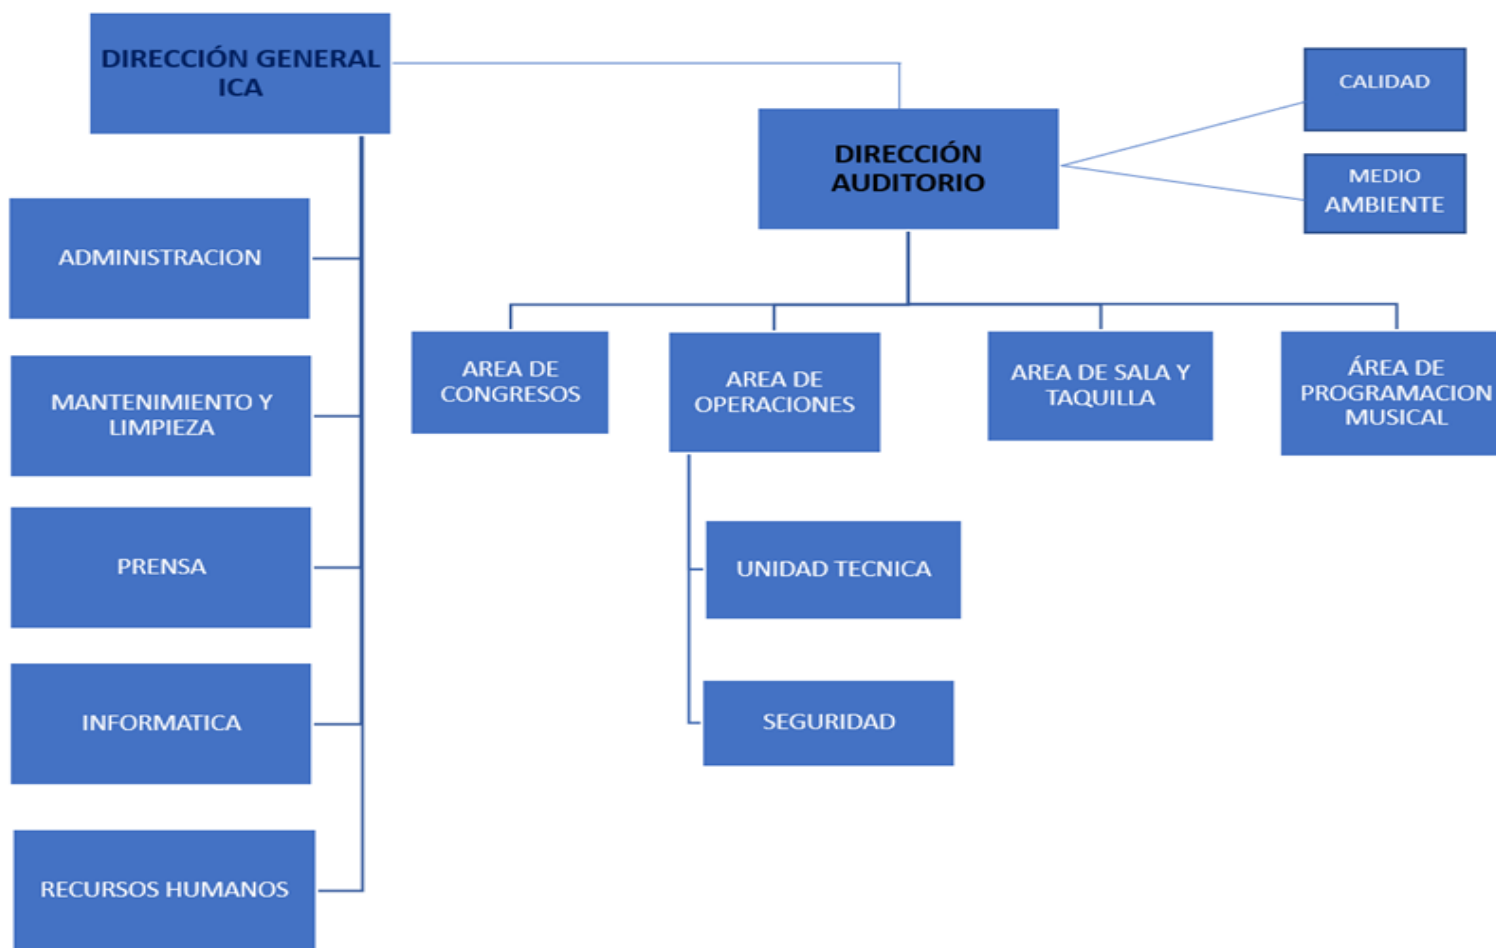 DIRECCIÓN GENERAL
ICA
CALIDAD
DIRECCIÓN
AUDITORIO
MEDIO
AMBIENTE
ADMINISTRACION
MANTENIMIENTO Y
LIMPIEZA
PRENSA
INFORMATICA
RECURSOS HUMANOS
AREA DE
CONGRESOS
AREA DE
OPERACIONES
AREA DE SALA Y
TAQUILLA
ÁREA DE
PROGRAMACION
MUSICAL
UNIDAD TECNICA
SEGURIDAD